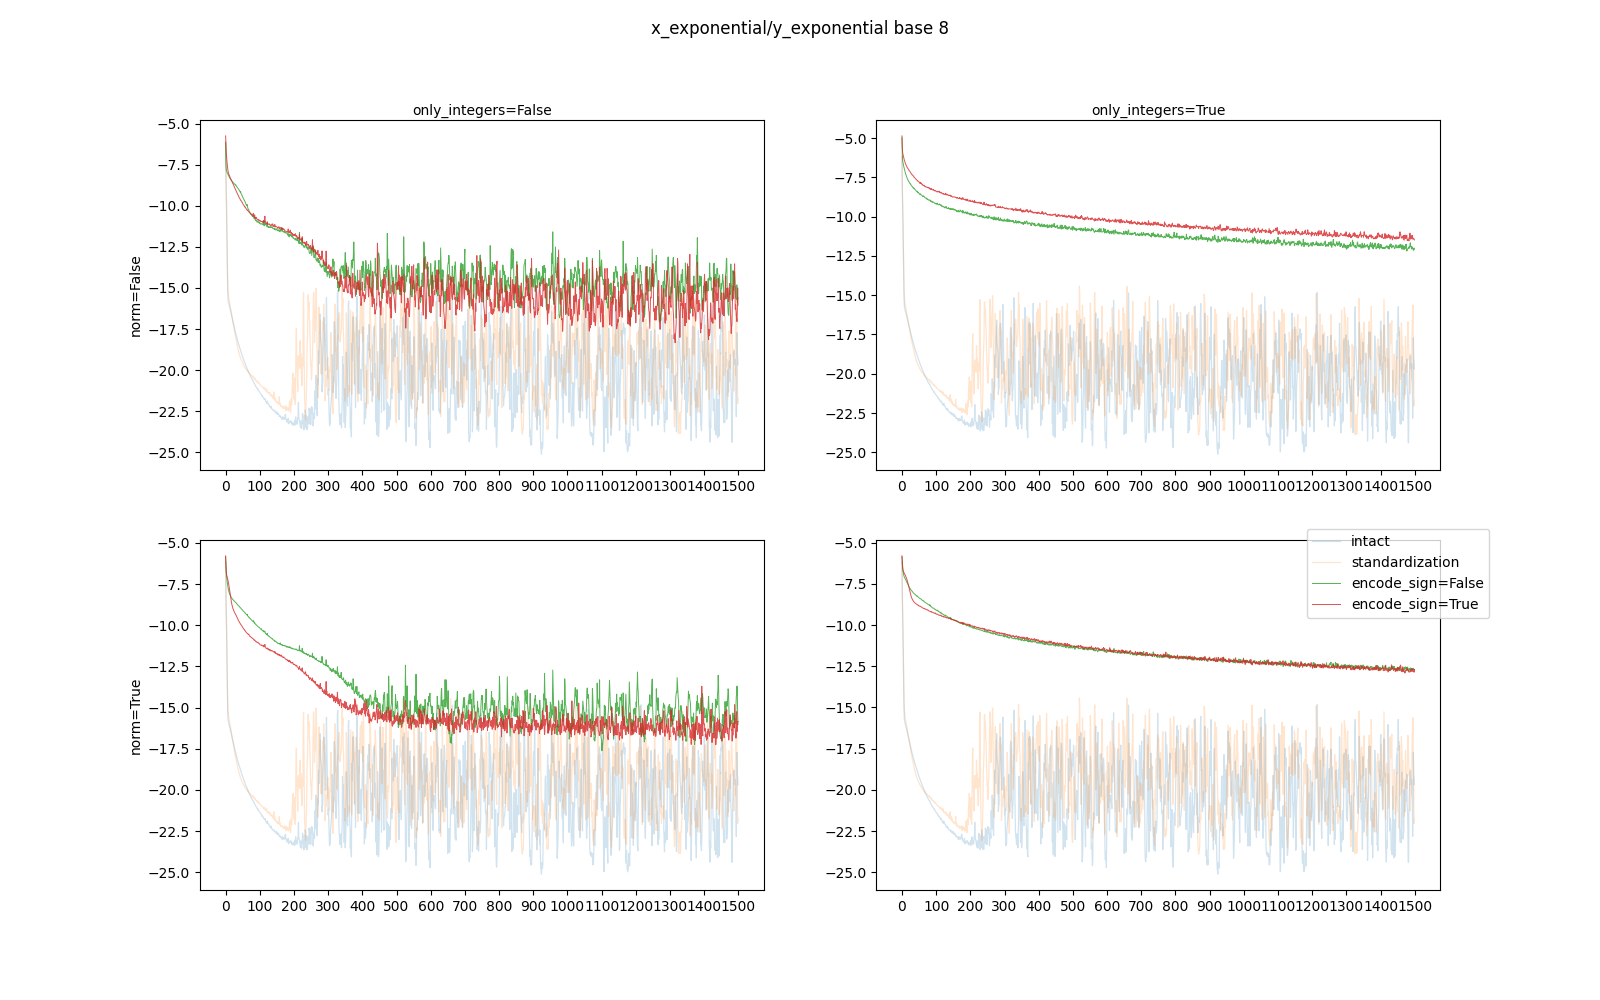 x_exponential/y_exponential base 8
only_integers=False
only_integers=True
norm=False
−5.0
−7.5
−10.0
−12.5
−15.0
−17.5
−20.0
−22.5
−25.0
0 100 200 300 400 500 600 700 800 900 1000 1100 1200 1300 1400 1500
−5.0
−7.5
−10.0
−12.5
−15.0
−17.5
−20.0
−22.5
−25.0
0 100 200 300 400 500 600 700 800 900 1000 1100 1200 1300 1400 1500
norm=True
−5.0
−7.5
−10.0
−12.5
−15.0
−17.5
−20.0
−22.5
−25.0
0 100 200 300 400 500 600 700 800 900 1000 1100 1200 1300 1400 1500
−5.0
−7.5
−10.0
−12.5
−15.0
−17.5
−20.0
−22.5
−25.0
0 100 200 300 400 500 600 700 800 900 1000 1100 1200 1300 1400 1500
intact
standardization
encode_sign=False
encode_sign=True